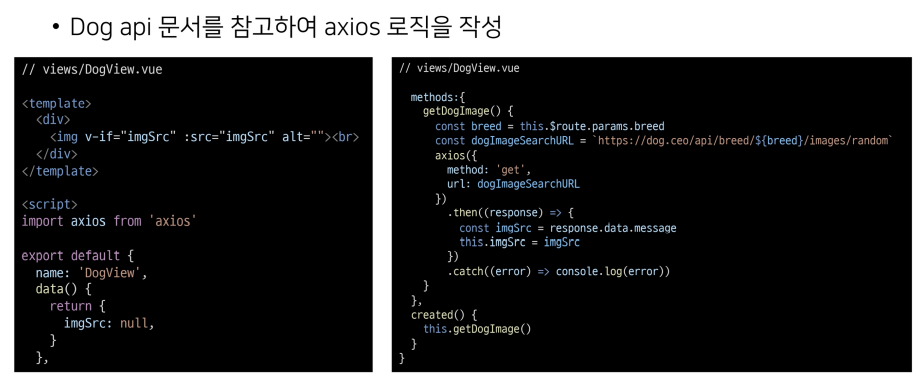 • Dog api 문서를 참고하여 axios 로직을 작성
// views/DogView.vue
<template>
  <div>
    <img v-if="imgSrc" :src="imgSrc" alt=""><br>
  </div>
</template>
<script>
import axios from 'axios'
export default {
  name: 'DogView',
  data() {
    return {
      imgSrc: null,
    }
  },
// views/DogView.vue
  methods:{
    getDogImage() {
      const breed = this.$route.params.breed
      const dogImageSearchURL = `https://dog.ceo/api/breed/${breed}/images/random`
      axios({
        method: 'get',
        url: dogImageSearchURL
      })
        .then((response) => {
          const imgSrc = response.data.message
          this.imgSrc = imgSrc
        })
        .catch((error) => console.log(error))
    }
  },
  created() {
    this.getDogImage()
  }
}